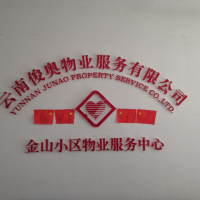 云南俊奥物业服务有限公司
YUNNAN JUNAO PROPERTY SERVICE CO.,LTD.
金山小区物业服务中心